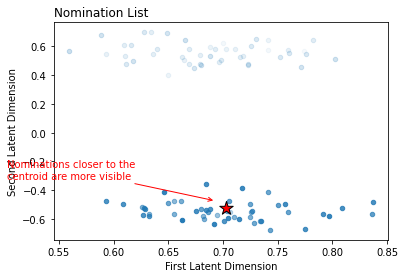 Nomination List
0.6
0.4
0.2
0.0
−0.2
−0.4
−0.6
Second Latent Dimension
Nominations closer to the
centroid are more visible
0.55
0.60
0.65
0.70
0.75
0.80
0.85
First Latent Dimension